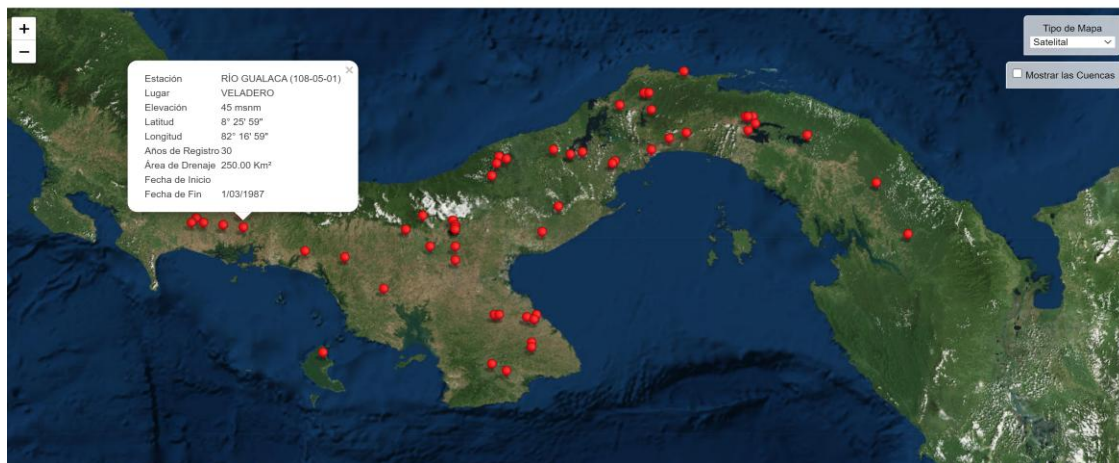 +
−
Tipo de Mapa
Satelital
Mostrar las Cuencas
×
Estación RÍO GUALACA (108-05-01)
Lugar VELADERO
Elevación 45 msnm
Latitud 8° 25' 59"
Longitud 82° 16' 59"
Años de Registro 30
Área de Drenaje 250.00 Km²
Fecha de Inicio
Fecha de Fin 1/03/1987